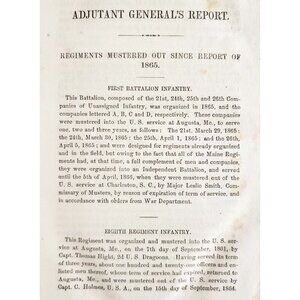 ADJUTANT GENERAL'S REPORT.
REGIMENTS MUSTERED OUT SINCE REPORT OF
1865.
FIRST BATTALION INFANTRY.
This Battalion, composed of the 21st, 24th, 25th and 26th Compa-
nies of Unassigned Infantry, was organized in 1865, and the
companies lettered A, B, C and D, respectively. These companies
were mustered into the U. S. service at Augusta, Me., to serve
one, two and three years, as follows: The 21st, March 29, 1865;
the 24th, March 30, 1865; the 25th, April 1, 1865; and the 26th,
April 5, 1865; and were designed for regiments already organized
and in the field, but owing to the fact that all of the Maine Regi-
ments had, at that time, a full complement of men and companies,
they were organized into an Independent Battalion, and served
until the 5th of April, 1866, when they were mustered out of the
U. S. service at Charleston, S. C., by Major Leslie Smith, Com-
missary of Musters, by reason of expiration of term of service, and
in accordance with orders from War Department.
EIGHTH REGIMENT INFANTRY.
This Regiment was organized and mustered into the U. S. ser-
vice at Augusta, Me., on the 7th day of September, 1861, by
Capt. Thomas Hight, 2d U. S. Dragoons. Having served its term
of three years, about one hundred and twenty-one officers and en-
listed men thereof, whose term of service had expired, returned to
Augusta, Me., and were mustered out of the U. S. service by
Capt. C. Holmes, U. S. A., on the 15th day of September, 1864.